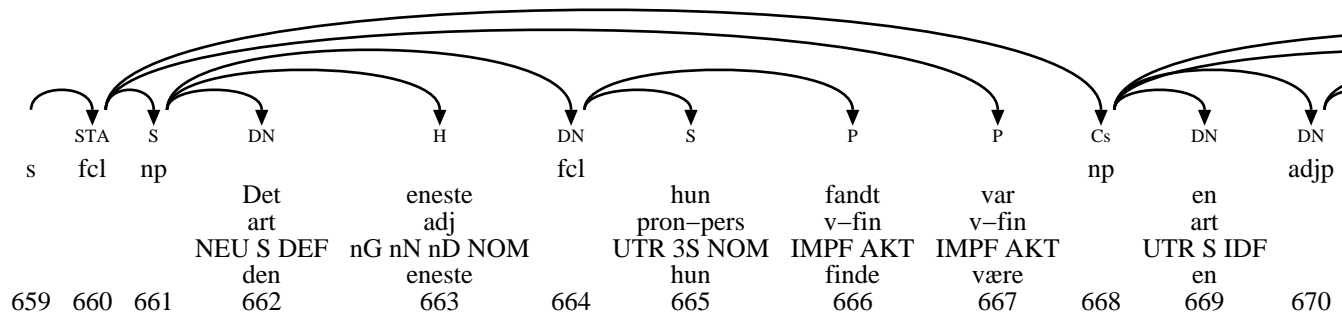 STA S DN H DN S P P Cs DN DN
s fcl np fcl np adjp
Det eneste hun fandt var en
art adj pron−pers v−fin v−fin art
NEU S DEF nG nN nD NOM UTR 3S NOM IMPF AKT IMPF AKT UTR S IDF
den eneste hun finde være en
659 660 661 662 663 664 665 666 667 668 669 670